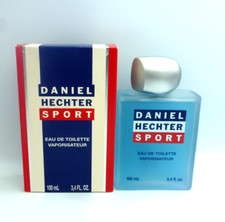 DANIEL
HECHTER
SPORT
EAU DE TOILETTE
VAPORISATEUR
100 mL 3,4 FL. OZ.
DANIEL
HECHTER
SPORT
EAU DE TOILETTE
VAPORISATEUR
100 mL 3,4 fl. oz.